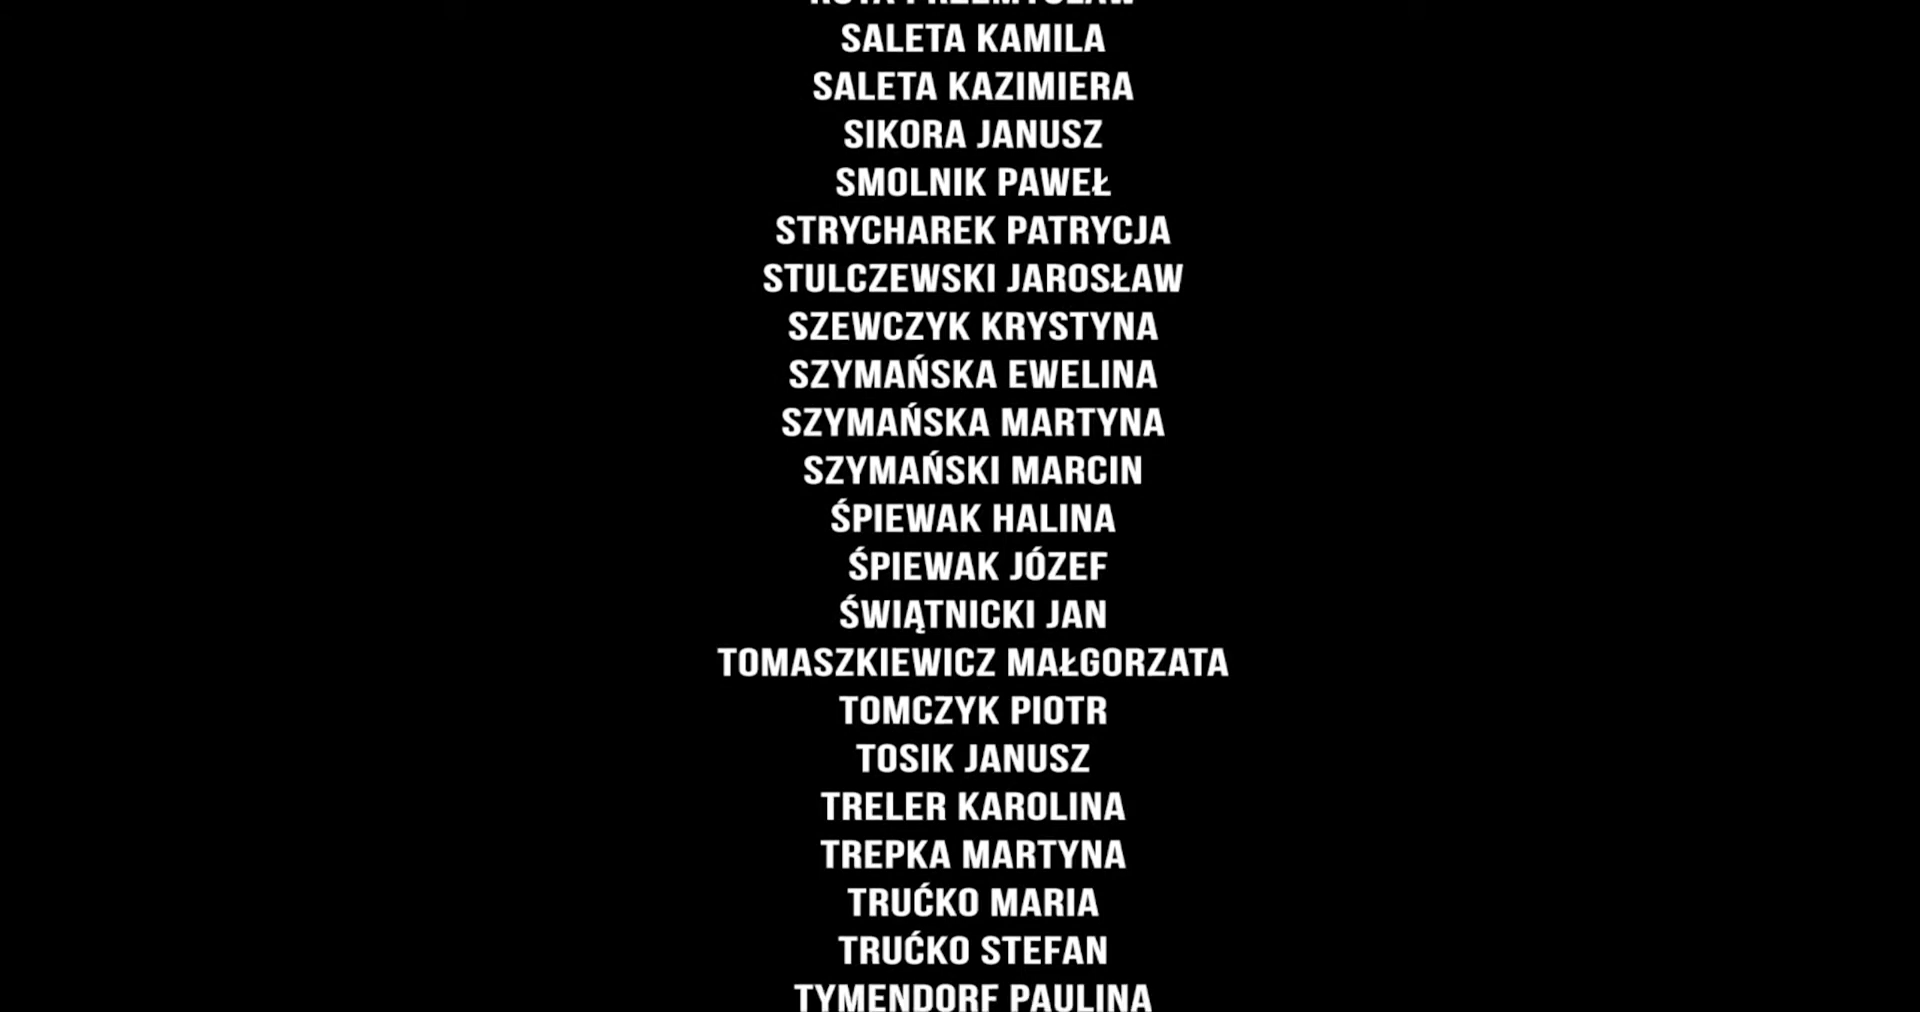 SALETA KAMILA
SALETA KAZIMIERA
SIKORA JANUSZ
SMOLNIK PAWEŁ
STRYCHAREK PATRYCJA
STULCZEWSKI JAROSŁAW
SZEWCZYK KRYSTYNA
SZYMAŃSKA EWELINA
SZYMAŃSKA MARTYNA
SZYMAŃSKI MARCIN
ŚPIEWAK HALINA
ŚPIEWAK JÓZEF
ŚWIĄTNICKI JAN
TOMASZKIEWICZ MAŁGORZATA
TOMCZYK PIOTR
TOSIK JANUSZ
TRELER KAROLINA
TREPKA MARTYNA
TRUĆKO MARIA
TRUĆKO STEFAN
TYMENDORF PAULINA